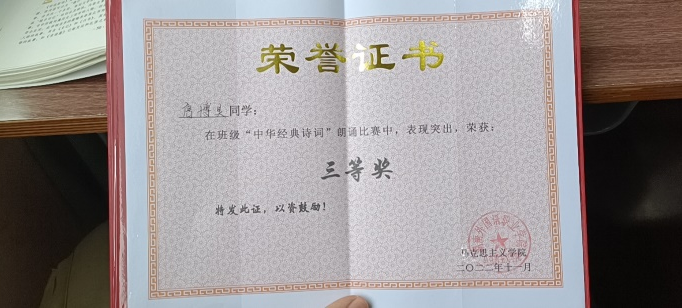 荣誉证书
同学：
在班级“中华经典诗词”朗诵比赛中，表现突出，荣获：
三等奖
特发此证，以资鼓励！
马克思主义学院
二〇二二年十一月